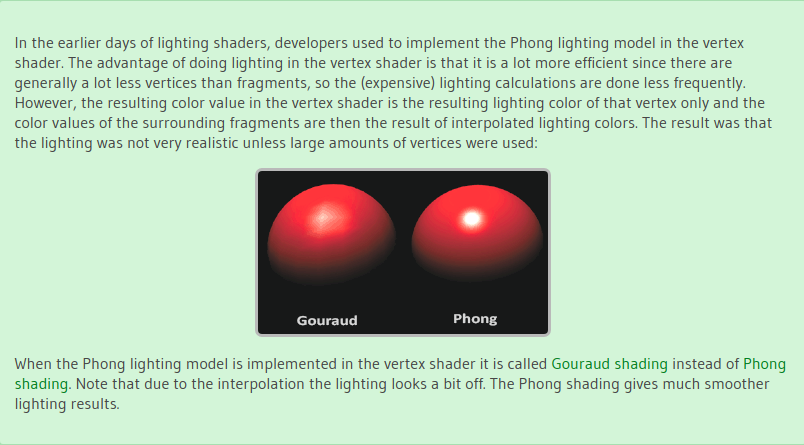 In the earlier days of lighting shaders, developers used to implement the Phong lighting model in the vertex
shader. The advantage of doing lighting in the vertex shader is that it is a lot more efficient since there are
generally a lot less vertices than fragments, so the (expensive) lighting calculations are done less frequently.
However, the resulting color value in the vertex shader is the resulting lighting color of that vertex only and the
color values of the surrounding fragments are then the result of interpolated lighting colors. The result was that
the lighting was not very realistic unless large amounts of vertices were used:
Gouraud Phong
When the Phong lighting model is implemented in the vertex shader it is called Gouraud shading instead of Phong
shading. Note that due to the interpolation the lighting looks a bit off. The Phong shading gives much smoother
lighting results.